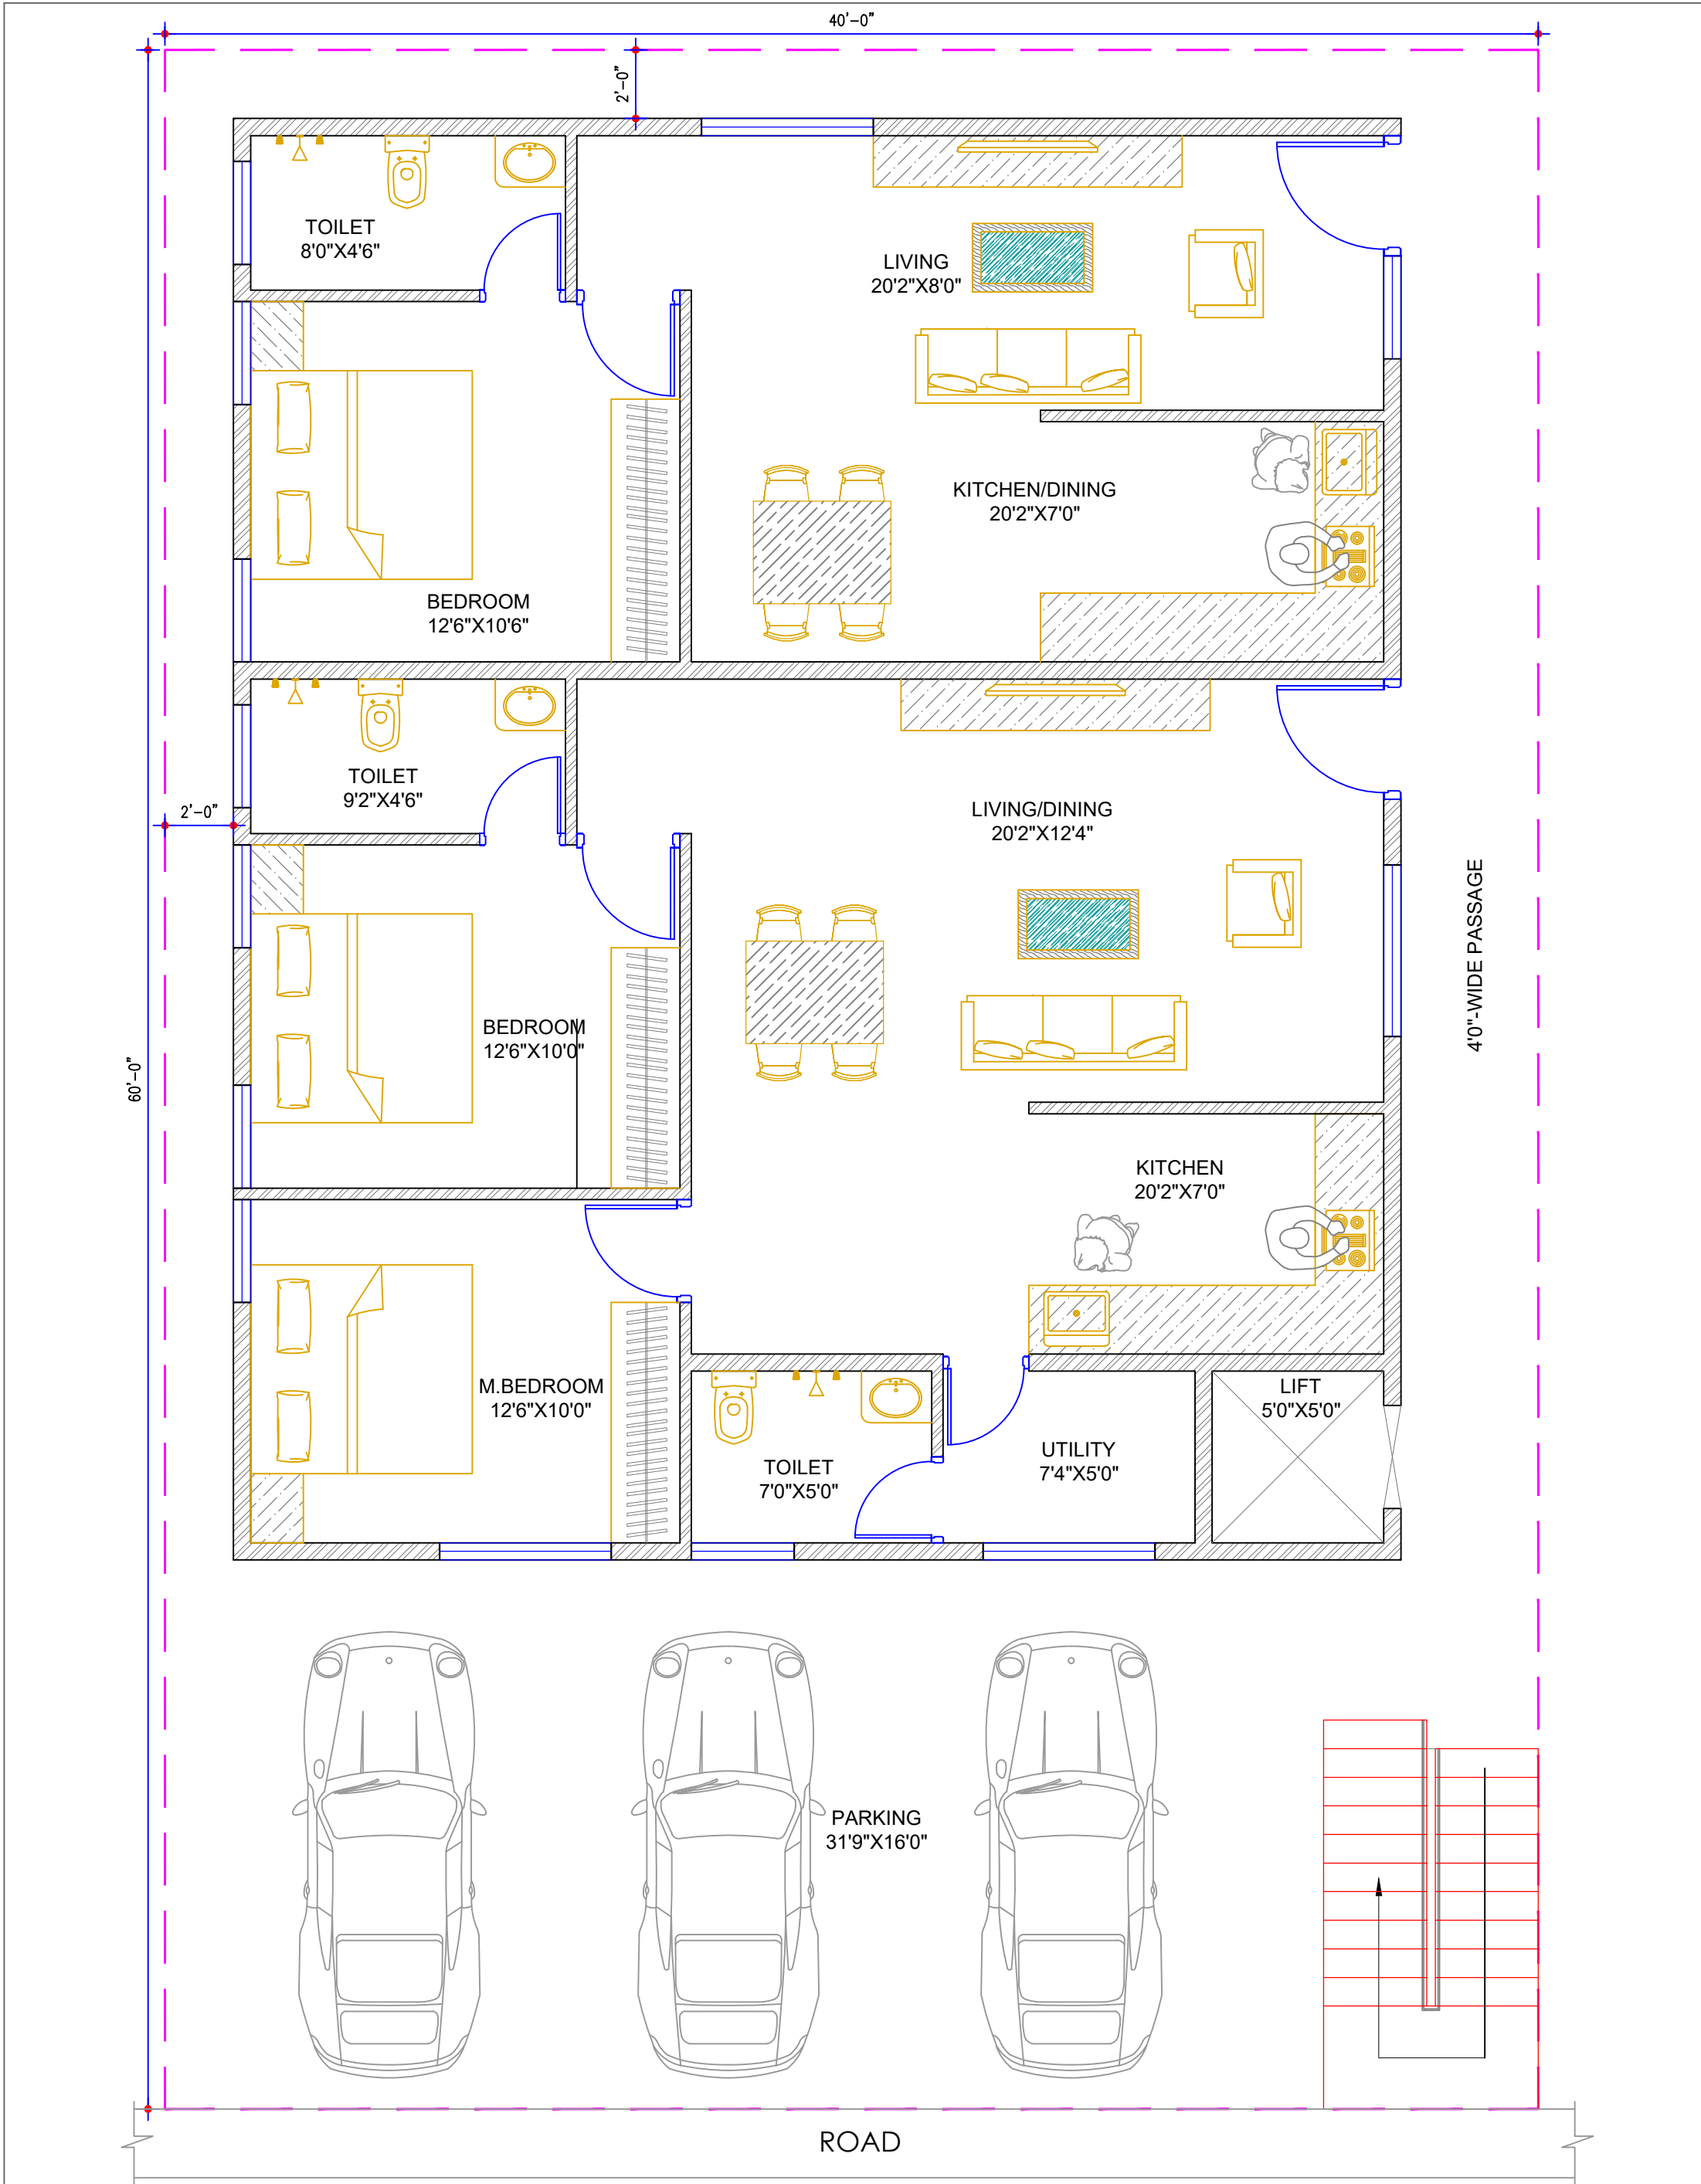 40'-0"
2'-0"
TOILET
8'0"X4'6"
LIVING
20'2"X8'0"
KITCHEN/DINING
20'2"X7'0"
BEDROOM
12'6"X10'6"
TOILET
9'2"X4'6"
2'-0"
LIVING/DINING
20'2"X12'4"
4'0"-WIDE PASSAGE
60'-0"
BEDROOM
12'6"X10'0"
KITCHEN
20'2"X7'0"
M.BEDROOM
12'6"X10'0"
LIFT
5'0"X5'0"
TOILET
7'0"X5'0"
UTILITY
7'4"X5'0"
PARKING
31'9"X16'0"
ROAD